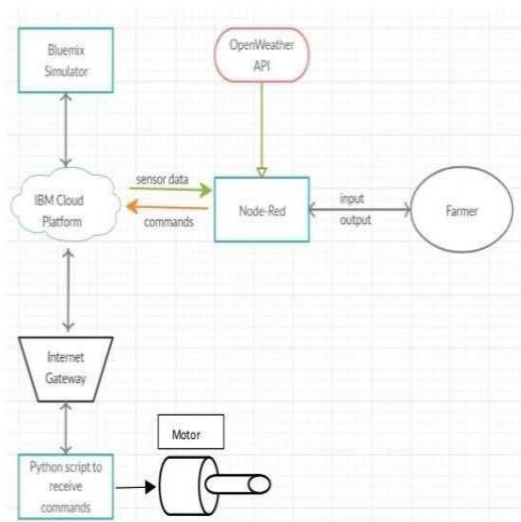 Bluemix
Simulator
OpenWeather
API
IBM Cloud
Platform
sensor data
commands
Node-Red
input
output
Farmer
Internet
Gateway
Motor
Python script to
receive
commands